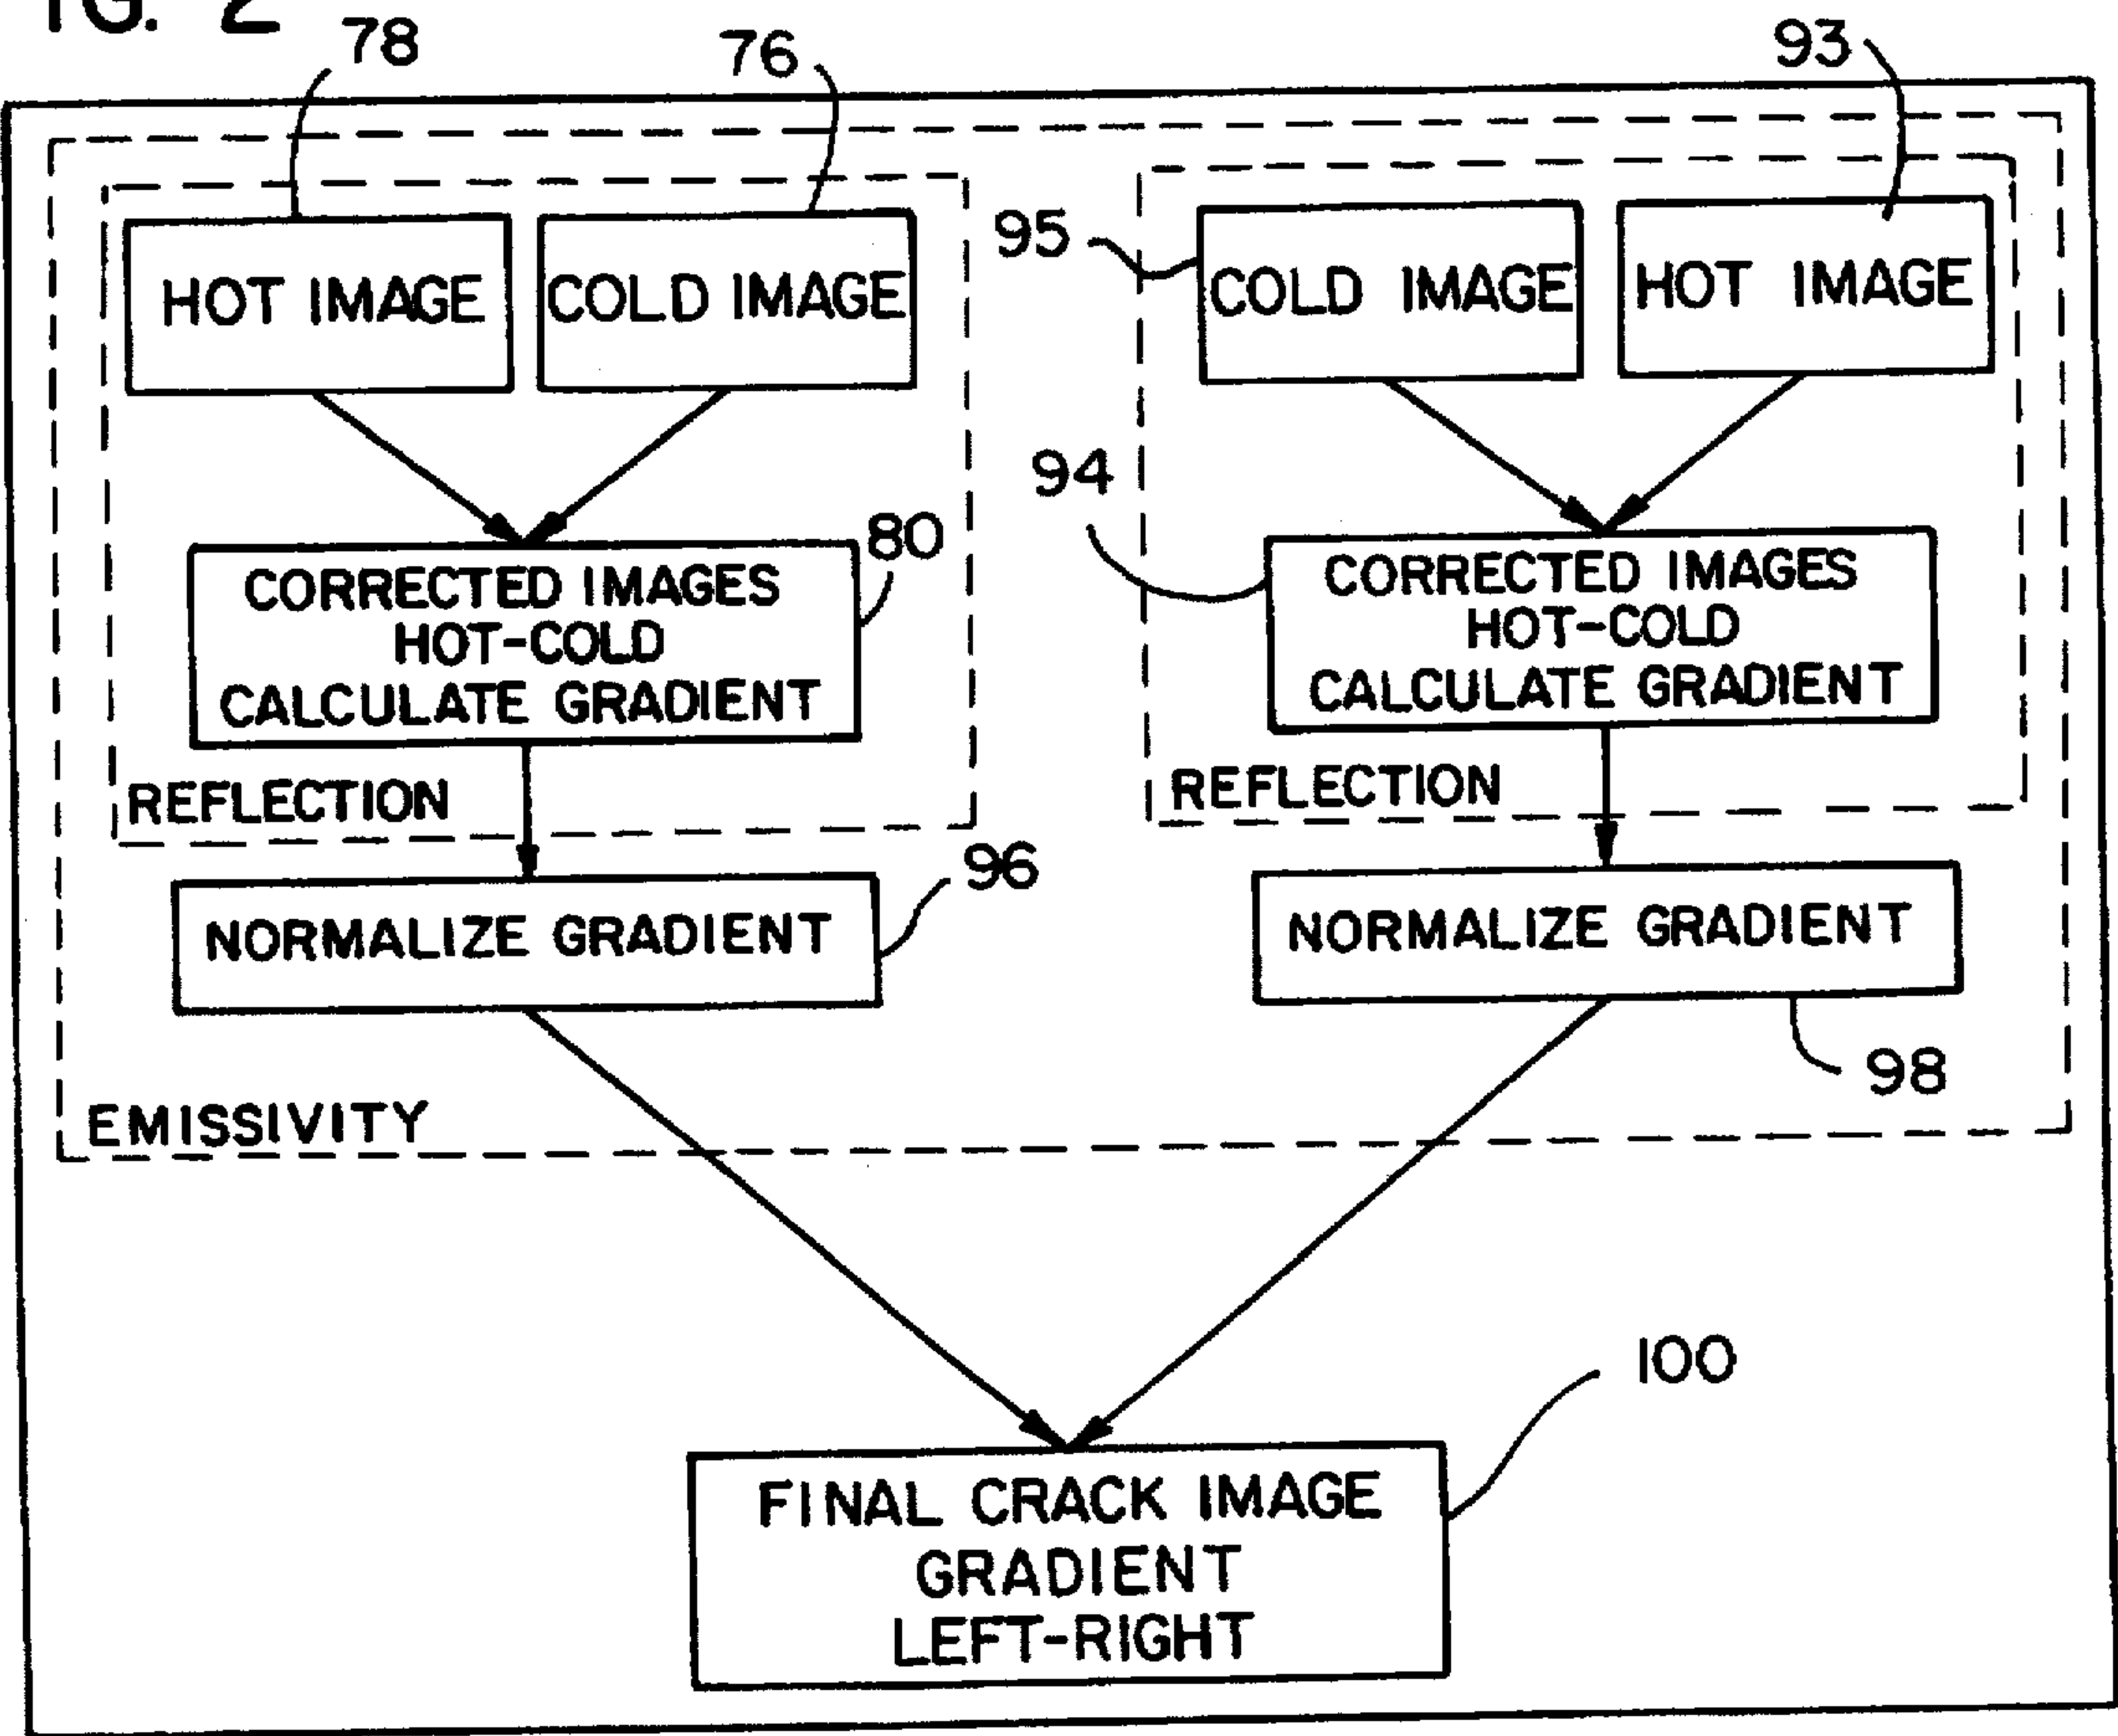 FIG. 2
78
76
93
95
HOT IMAGE
COLD IMAGE
COLD IMAGE
HOT IMAGE
94
80
CORRECTED IMAGES
HOT-COLD
CALCULATE GRADIENT
CORRECTED IMAGES
HOT-COLD
CALCULATE GRADIENT
REFLECTION
REFLECTION
96
NORMALIZE GRADIENT
NORMALIZE GRADIENT
98
EMISSIVITY
100
FINAL CRACK IMAGE
GRADIENT
LEFT-RIGHT